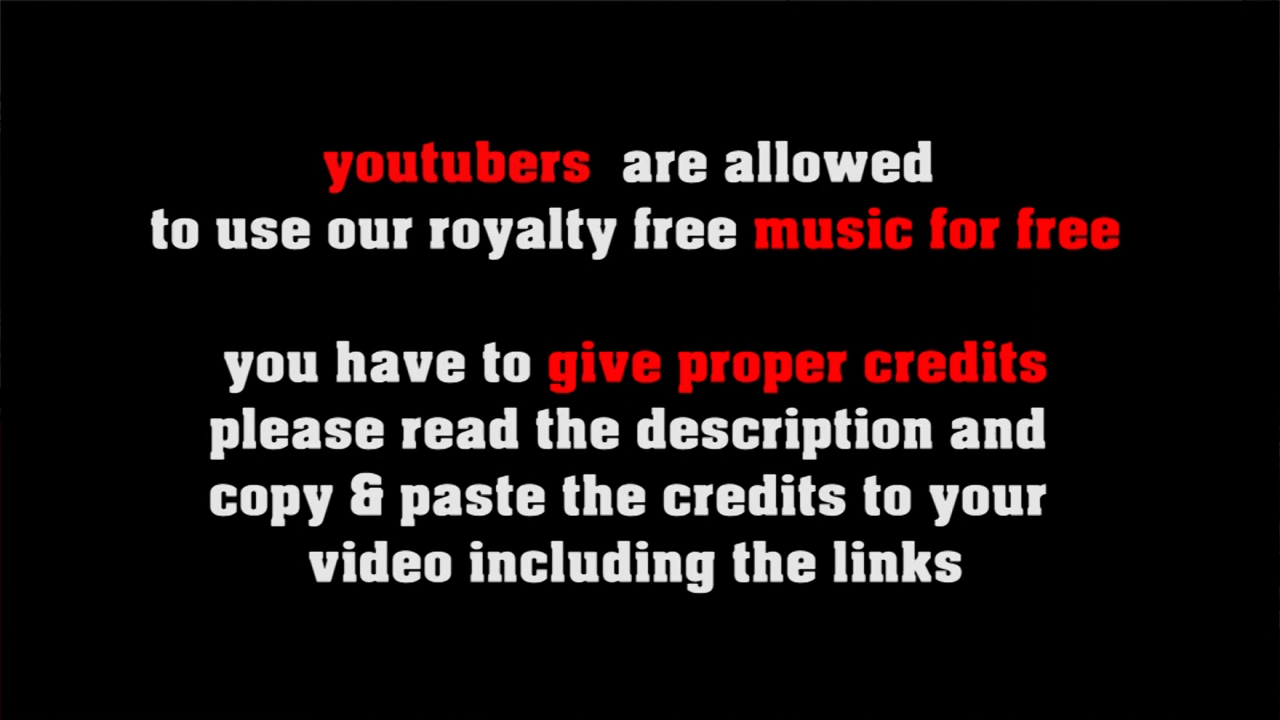 youtubers are allowed
to use our royalty free music for free
you have to give proper credits
please read the description and
copy & paste the credits to your
video including the links